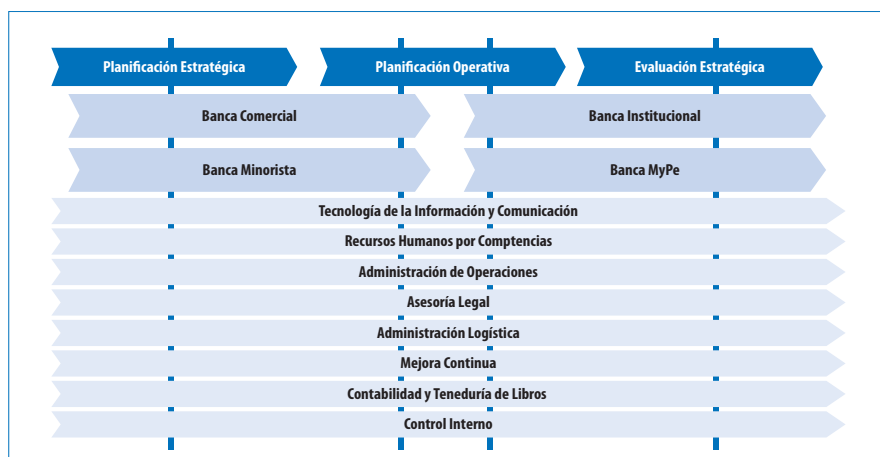 Planificación Estratégica
Planificación Operativa
Evaluación Estratégica
Banca Comercial
Banca Institucional
Banca Minorista
Banca MyPe
Tecnología de la Información y Comunicación
Recursos Humanos por Comptencias
Administración de Operaciones
Asesoría Legal
Administración Logística
Mejora Continua
Contabilidad y Teneduría de Libros
Control Interno